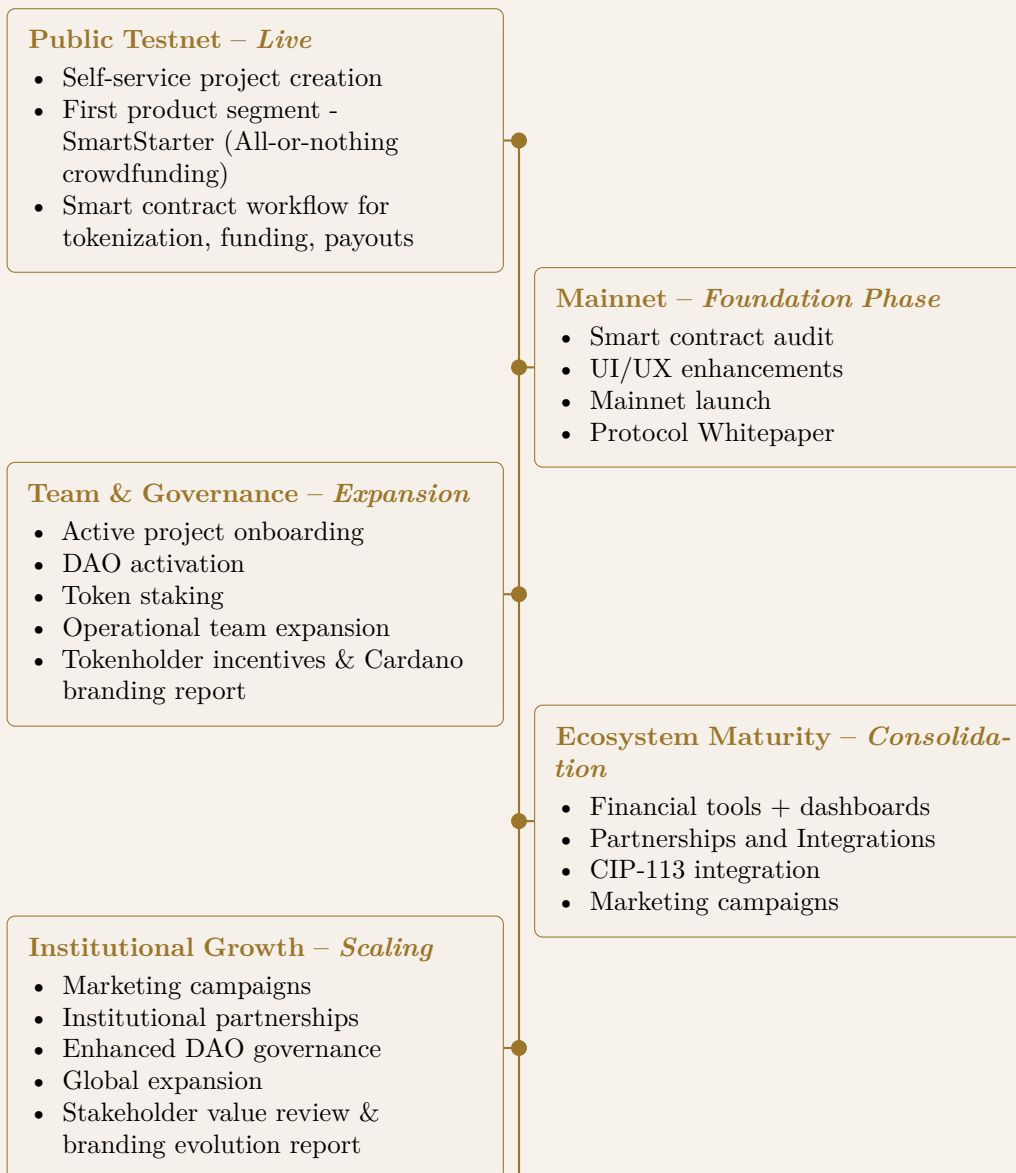 Public Testnet – Live
• Self-service project creation
• First product segment -
SmartStarter (All-or-nothing
crowdfunding)
• Smart contract workflow for
tokenization, funding, payouts
Mainnet – Foundation Phase
• Smart contract audit
• UI/UX enhancements
• Mainnet launch
• Protocol Whitepaper
Team & Governance – Expansion
• Active project onboarding
• DAO activation
• Token staking
• Operational team expansion
• Tokenholder incentives & Cardano
branding report
Ecosystem Maturity – Consolida-
tion
• Financial tools + dashboards
• Partnerships and Integrations
• CIP-113 integration
• Marketing campaigns
Institutional Growth – Scaling
• Marketing campaigns
• Institutional partnerships
• Enhanced DAO governance
• Global expansion
• Stakeholder value review &
branding evolution report